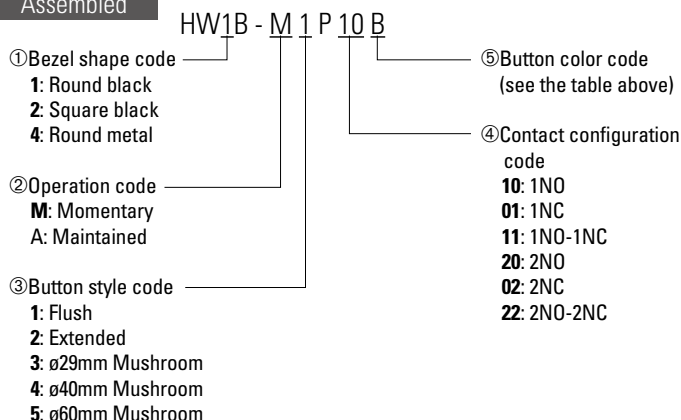 Assembled
HW1B - M 1 P 10 B
①Bezel shape code
1: Round black
2: Square black
4: Round metal
②Operation code
M: Momentary
A: Maintained
③Button style code
1: Flush
2: Extended
3: ø29mm Mushroom
4: ø40mm Mushroom
5: ø60mm Mushroom
⑤Button color code
(see the table above)
④Contact configuration
code
10: 1NO
01: 1NC
11: 1NO-1NC
20: 2NO
02: 2NC
22: 2NO-2NC